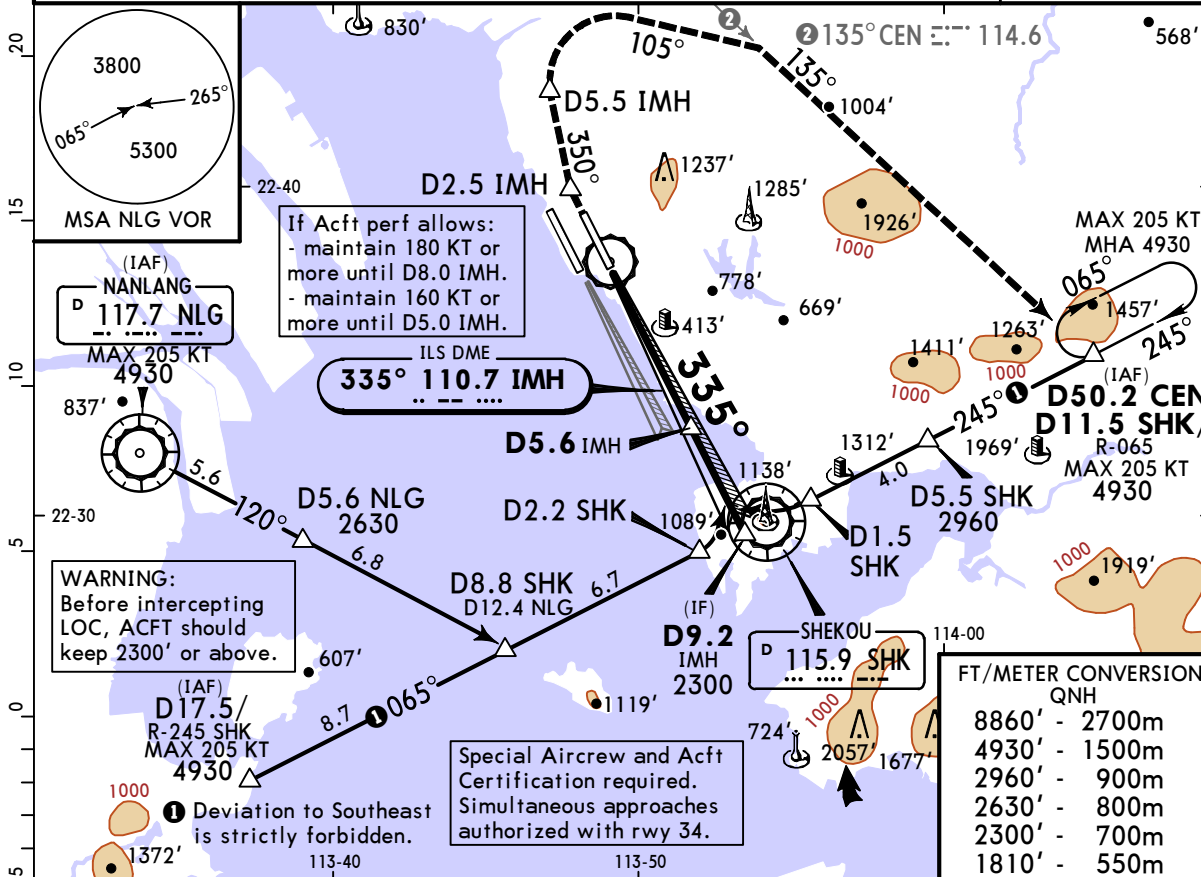 20
15
10
5
0
5
3800
065°
265°
5300
MSA NLG VOR
830'
105°
2
2 135° CEN 114.6
568'
135°
D5.5 IMH
1004'
350°
1237'
22-40
D2.5 IMH
1285'
1926'
1000
MAX 205 KT
MHA 4930
If Acft perf allows:
- maintain 180 KT or
more until D8.0 IMH.
- maintain 160 KT or
more until D5.0 IMH.
(IAF)
NANLANG
D 117.7 NLG
MAX 205 KT
4930
837'
778'
669'
413'
065°
1457'
245°
1263'
1411'
1000
1000
ILS DME
335° 110.7 IMH
335°
(IAF)
D50.2 CEN
D11.5 SHK/
R-065
MAX 205 KT
4930
245°
1
1969'
1312'
4.0
D5.6 IMH
5.6
120°
D5.6 NLG
2630
22-30
6.8
1138'
D2.2 SHK
1089'
D5.5 SHK
2960
D1.5
SHK
1000
1919'
WARNING:
Before intercepting
LOC, ACFT should
keep 2300' or above.
D8.8 SHK
D12.4 NLG
6.7
(IF)
D9.2
IMH
2300
SHEKOU
D 115.9 SHK
114-00
607'
(IAF)
D17.5/
R-245 SHK
MAX 205 KT
4930
8.7
1
065°
1119'
1000
724'
2057'
1677'
1000
1 Deviation to Southeast
is strictly forbidden.
1372'
Special Aircrew and Acft
Certification required.
Simultaneous approaches
authorized with rwy 34.
113-40
113-50
FT/METER CONVERSION
QNH
8860' - 2700m
4930' - 1500m
2960' - 900m
2630' - 800m
2300' - 700m
1810' - 550m